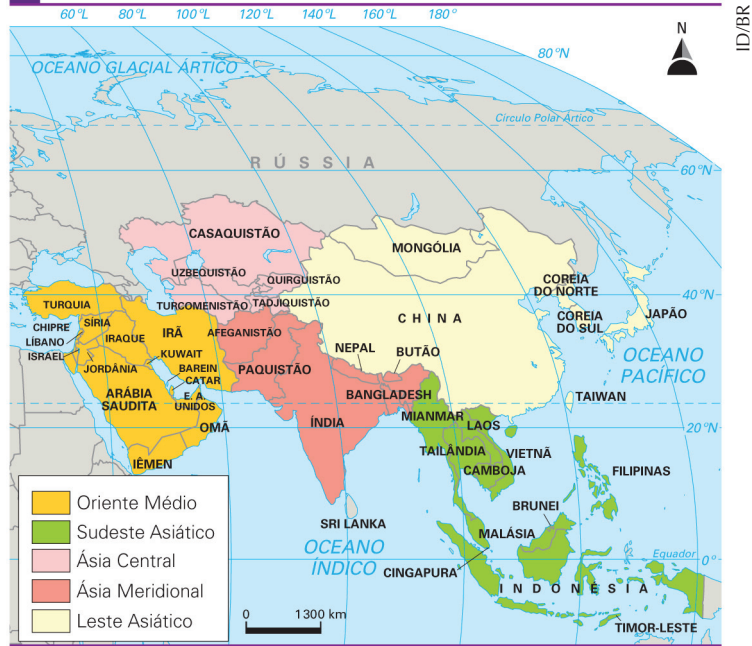 60°L 80°L 100°L 120°L 140°L 160°L 180°
ID/BR
N
80°N
OCEANO GLACIAL ÁRTICO
Círculo Polar Ártico
RÚSSIA
60°N
CASAQUISTÃO
MONGÓLIA
UZBEQUISTÃO
QUIRGUISTÃO
COREIA
DO NORTE
TURQUIA
TURCOMENISTÃO
TADJIQUISTÃO
40°N
CHINA
COREIA
DO SUL
JAPÃO
CHIPRE
SÍRIA
IRÃ
AFEGANISTÃO
LÍBANO
IRAQUE
ISRAEL
KUWAIT
NEPAL
BUTÃO
OCEANO
PACÍFICO
JORDÂNIA
BAREIN
CATAR
PAQUISTÃO
ARÁBIA
SAUDITA
E. A.
UNIDOS
BANGLADESH
TAIWAN
OMÃ
ÍNDIA
MIANMAR
LAOS
20°N
IÊMEN
TAILÂNDIA
VIETNÃ
CAMBOJA
FILIPINAS
Oriente Médio
Sudeste Asiático
Ásia Central
Ásia Meridional
Leste Asiático
SRI LANKA
BRUNEI
MALÁSIA
OCEANO
ÍNDICO
CINGAPURA
Equador
0°
INDONÉSIA
0 1 300 km
TIMOR-LESTE